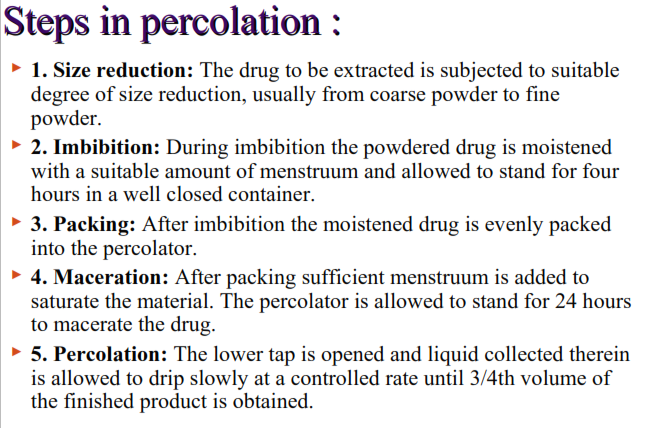 Steps in percolation :
1. Size reduction: The drug to be extracted is subjected to suitable
degree of size reduction, usually from coarse powder to fine
powder.
2. Imbibition: During imbibition the powdered drug is moistened
with a suitable amount of menstruum and allowed to stand for four
hours in a well closed container.
3. Packing: After imbibition the moistened drug is evenly packed
into the percolator.
4. Maceration: After packing sufficient menstruum is added to
saturate the material. The percolator is allowed to stand for 24 hours
to macerate the drug.
5. Percolation: The lower tap is opened and liquid collected therein
is allowed to drip slowly at a controlled rate until 3/4th volume of
the finished product is obtained.